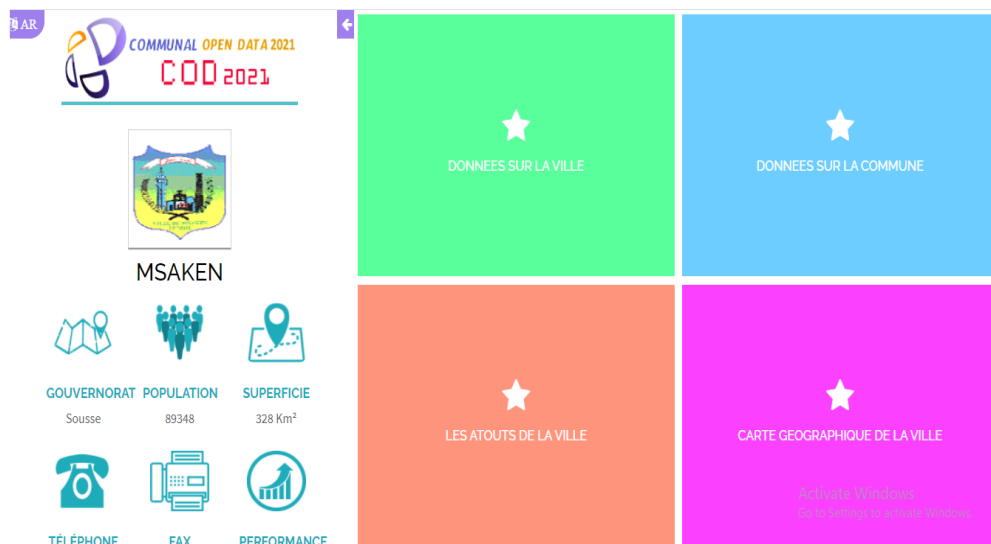 AR
COMMUNAL OPEN DATA 2021
COD 2021
MSAKEN
GOUVERNORAT
Sousse
POPULATION
89348
SUPERFICIE
328 Km²
TÉLÉPHONE
FAX
PERFORMANCE
DONNEES SUR LA VILLE
DONNEES SUR LA COMMUNE
LES ATOUTS DE LA VILLE
CARTE GEOGRAPHIQUE DE LA VILLE
Activate Windows
Go to Settings to activate Windows.